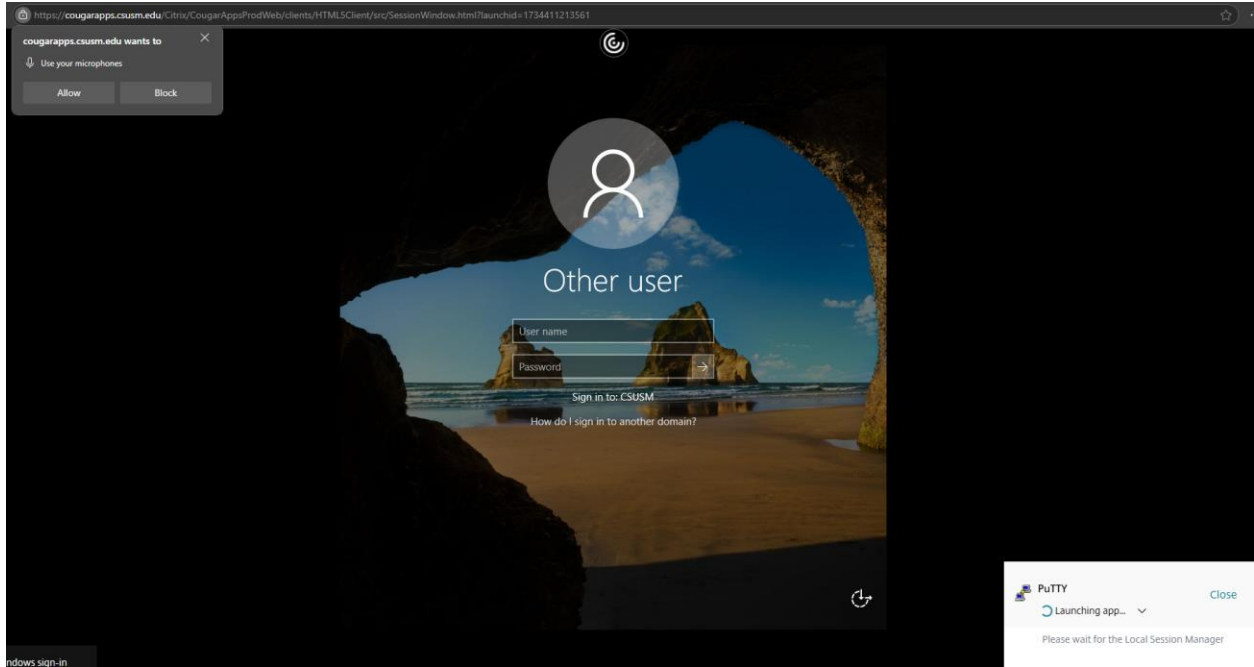 https://cougarapps.csusm.edu/Citrix/CougarAppsProdWeb/clients/HTML5Client/src/SessionWindow.html?launchid=1734411213561
cougarapps.csusm.edu wants to
Use your microphones
Allow Block
Other user
User name
Password
Sign in to: CSUSM
How do I sign in to another domain?
PuTTY
Close
Launching app...
Please wait for the Local Session Manager
ndows sign-in